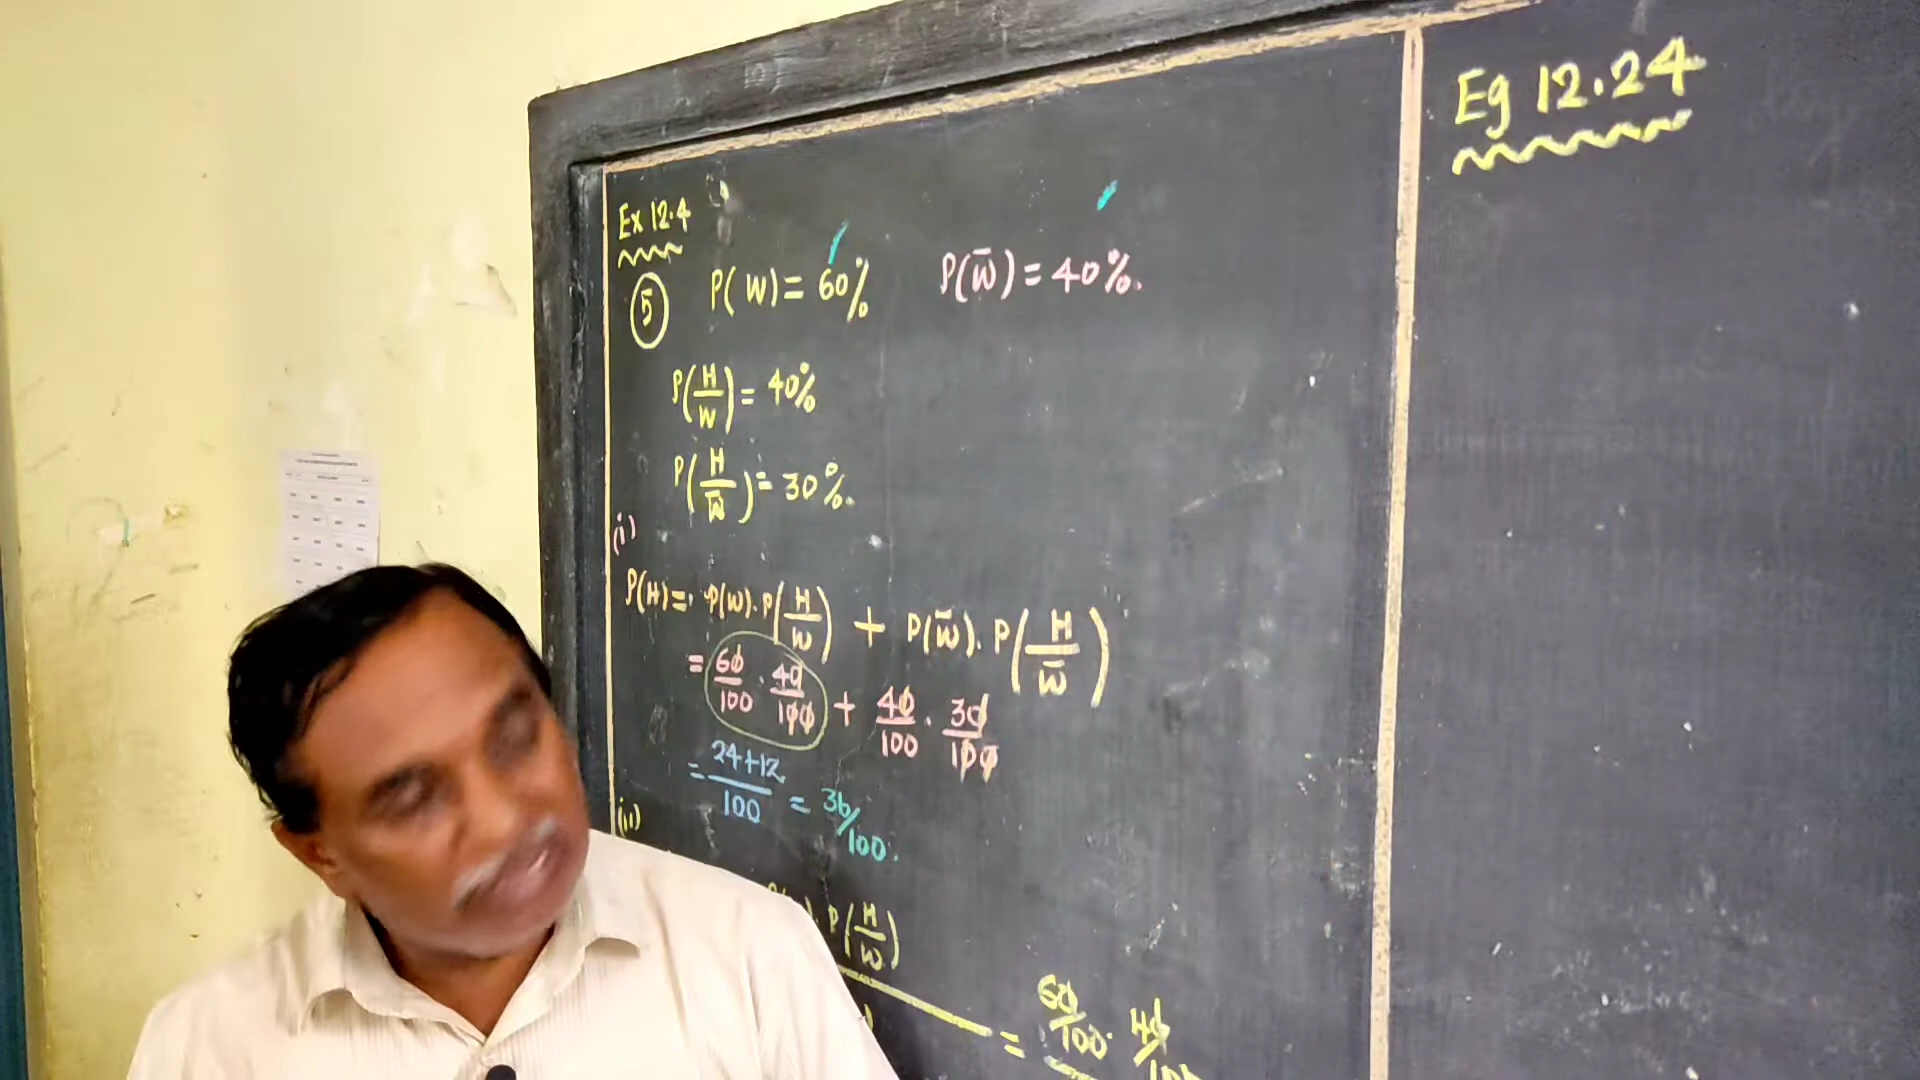 Ex 12.4
5 P(W) = 60% P(W̄) = 40%.
P(H/W) = 40%
P(H/W̄) = 30%.
(i)
P(H) = P(W).P(H/W) + P(W̄).P(H/W̄)
= 60/100 . 40/100 + 40/100 . 30/100
= 24+12/100 = 36/100.
(ii)
P(H/W)
= 60/100 . 40/
Eg 12.24